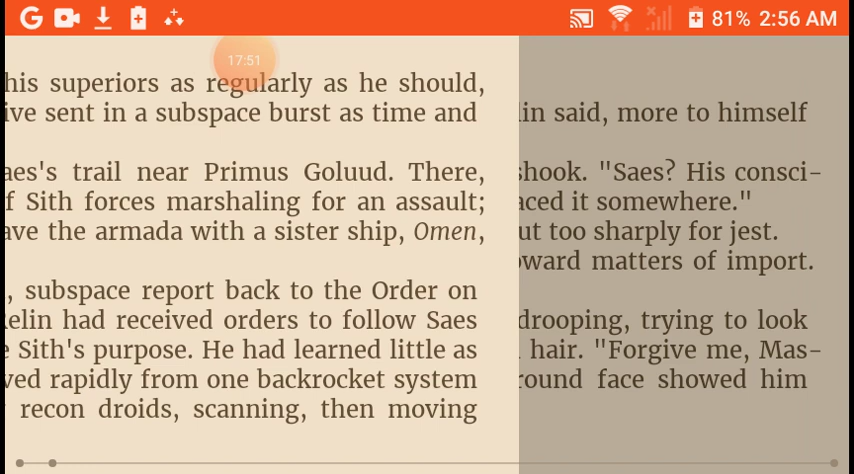 81% 2:56 AM
17:51
his superiors as regularly as he should,
ive sent in a subspace burst as time and
aes's trail near Primus Goluud. There,
f Sith forces marshaling for an assault;
ave the armada with a sister ship, Omen,
, subspace report back to the Order on
elin had received orders to follow Saes
e Sith's purpose. He had learned little as
ved rapidly from one backrocket system
recon droids, scanning, then moving
lin said, more to himself
shook. "Saes? His consci-
aced it somewhere."
ut too sharply for jest.
oward matters of import.
drooping, trying to look
hair. "Forgive me, Mas-
round face showed him